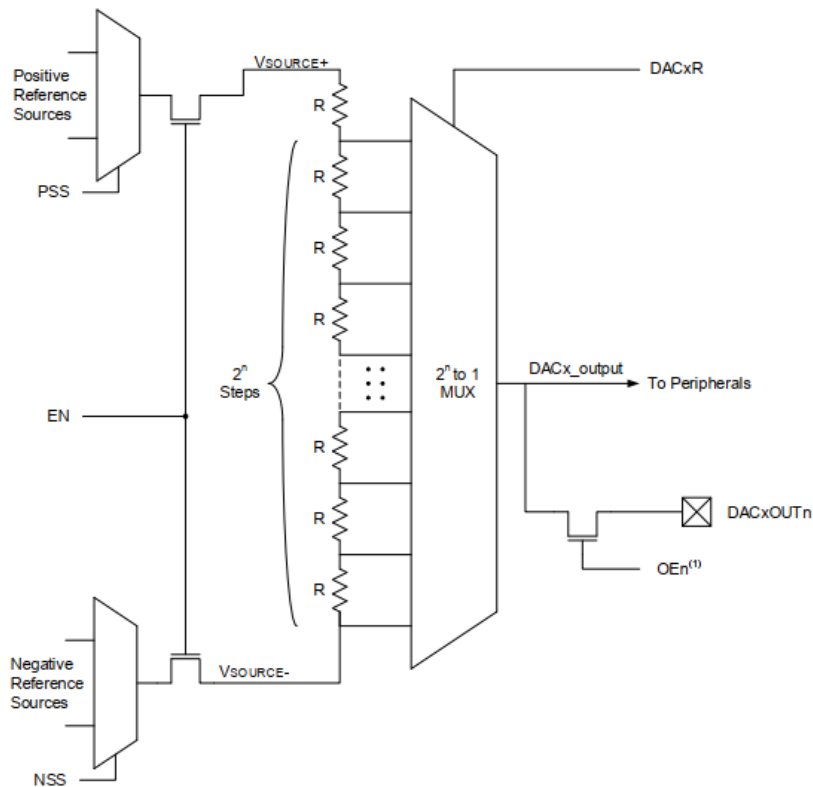 Positive
Reference
Sources
PSS
VSOURCE+
R
R
R
R
R
R
R
2ⁿ
Steps
EN
DACxR
2ⁿ to 1
MUX
DACx_output
To Peripherals
DACxOUTn
OEn⁽¹⁾
Negative
Reference
Sources
NSS
VSOURCE-